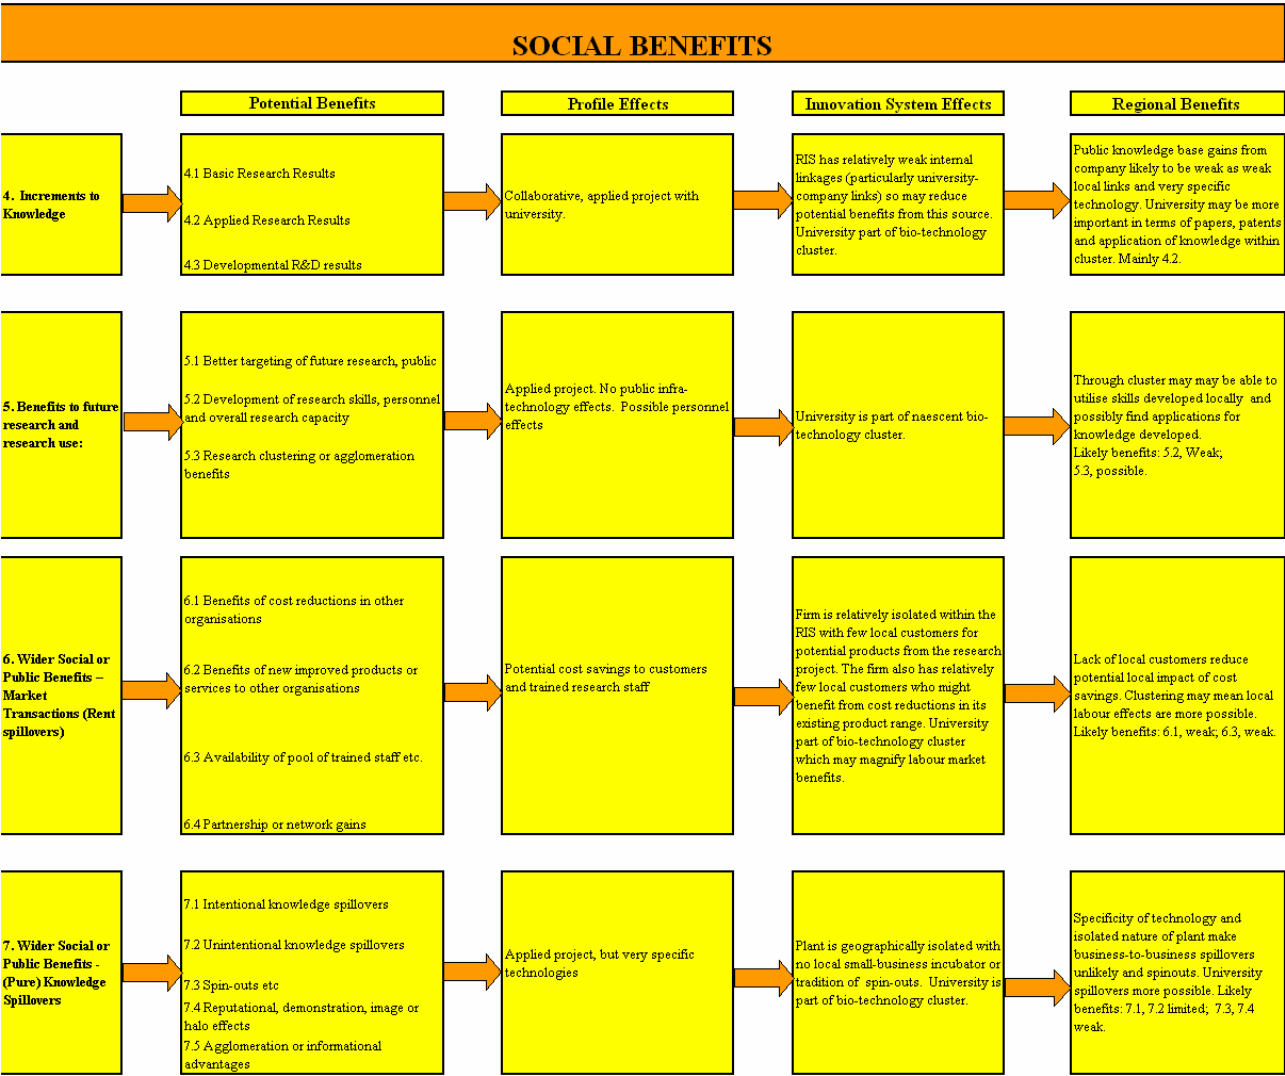 SOCIAL BENEFITS
Potential Benefits
Profile Effects
Innovation System Effects
Regional Benefits
4. Increments to
Knowledge
4.1 Basic Research Results
4.2 Applied Research Results
4.3 Developmental R&D results
Collaborative, applied project with
university.
RIS has relatively weak internal
linkages (particularly university-
company links) so may reduce
potential benefits from this source.
University part of bio-technology
cluster.
Public knowledge base gains from
company likely to be weak as weak
local links and very specific
technology. University may be more
important in terms of papers, patents
and application of knowledge within
cluster. Mainly 4.2.
5. Benefits to future
research and
research use:
5.1 Better targeting of future research, public
5.2 Development of research skills, personnel
and overall research capacity
5.3 Research clustering or agglomeration
benefits
Applied project. No public infra-
technology effects. Possible personnel
effects
University is part of naescent bio-
technology cluster.
Through cluster may may be able to
utilise skills developed locally and
possibly find applications for
knowledge developed.
Likely benefits: 5.2, Weak;
5.3, possible.
6. Wider Social or
Public Benefits –
Market
Transactions (Rent
spillovers)
6.1 Benefits of cost reductions in other
organisations
6.2 Benefits of new improved products or
services to other organisations
6.3 Availability of pool of trained staff etc.
6.4 Partnership or network gains
Potential cost savings to customers
and trained research staff
Firm is relatively isolated within the
RIS with few local customers for
potential products from the research
project. The firm also has relatively
few local customers who might
benefit from cost reductions in its
existing product range. University
part of bio-technology cluster
which may magnify labour market
benefits.
Lack of local customers reduce
potential local impact of cost
savings. Clustering may mean local
labour effects are more possible.
Likely benefits: 6.1, weak; 6.3, weak.
7. Wider Social or
Public Benefits -
(Pure) Knowledge
Spillovers
7.1 Intentional knowledge spillovers
7.2 Unintentional knowledge spillovers
7.3 Spin-outs etc
7.4 Reputational, demonstration, image or
halo effects
7.5 Agglomeration or informational
advantages
Applied project, but very specific
technologies
Plant is geographically isolated with
no local small-business incubator or
tradition of spin-outs. University is
part of bio-technology cluster.
Specificity of technology and
isolated nature of plant make
business-to-business spillovers
unlikely and spinouts. University
spillovers more possible. Likely
benefits: 7.1, 7.2 limited; 7.3, 7.4
weak.